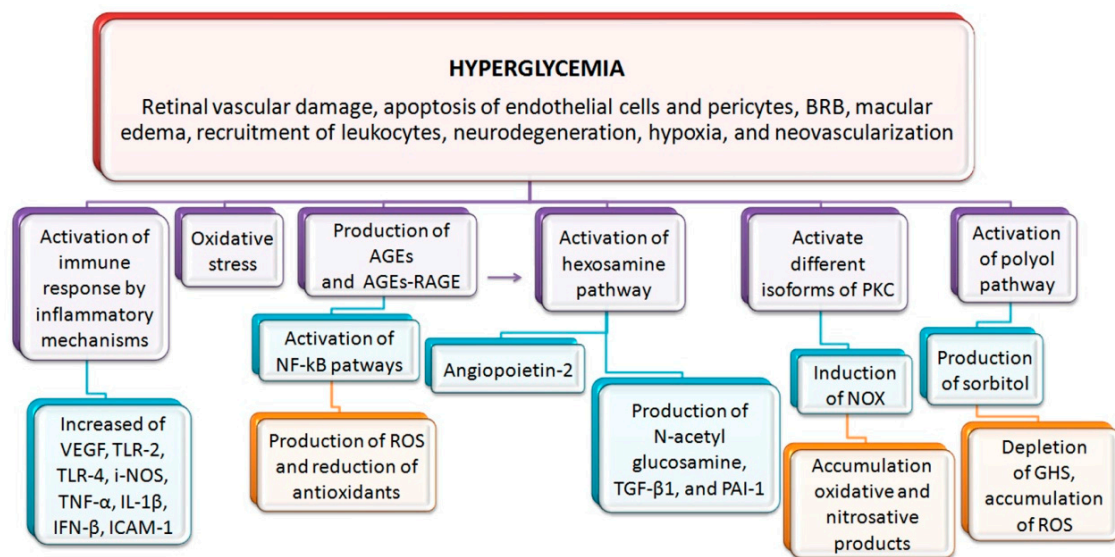 HYPERGLYCEMIA
Retinal vascular damage, apoptosis of endothelial cells and pericytes, BRB, macular
edema, recruitment of leukocytes, neurodegeneration, hypoxia, and neovascularization
Activation of
immune
response by
inflammatory
mechanisms
Oxidative
stress
Production of
AGEs
and AGEs-RAGE
Activation of
hexosamine
pathway
Activate
different
isoforms of PKC
Activation
of polyol
pathway
Increased of
VEGF, TLR-2,
TLR-4, i-NOS,
TNF-α, IL-1β,
IFN-β, ICAM-1
Activation of
NF-kB patways
Production of ROS
and reduction of
antioxidants
Angiopoietin-2
Production of
N-acetyl
glucosamine,
TGF-β1, and PAI-1
Induction
of NOX
Accumulation
oxidative and
nitrosative
products
Production
of sorbitol
Depletion
of GHS,
accumulation
of ROS